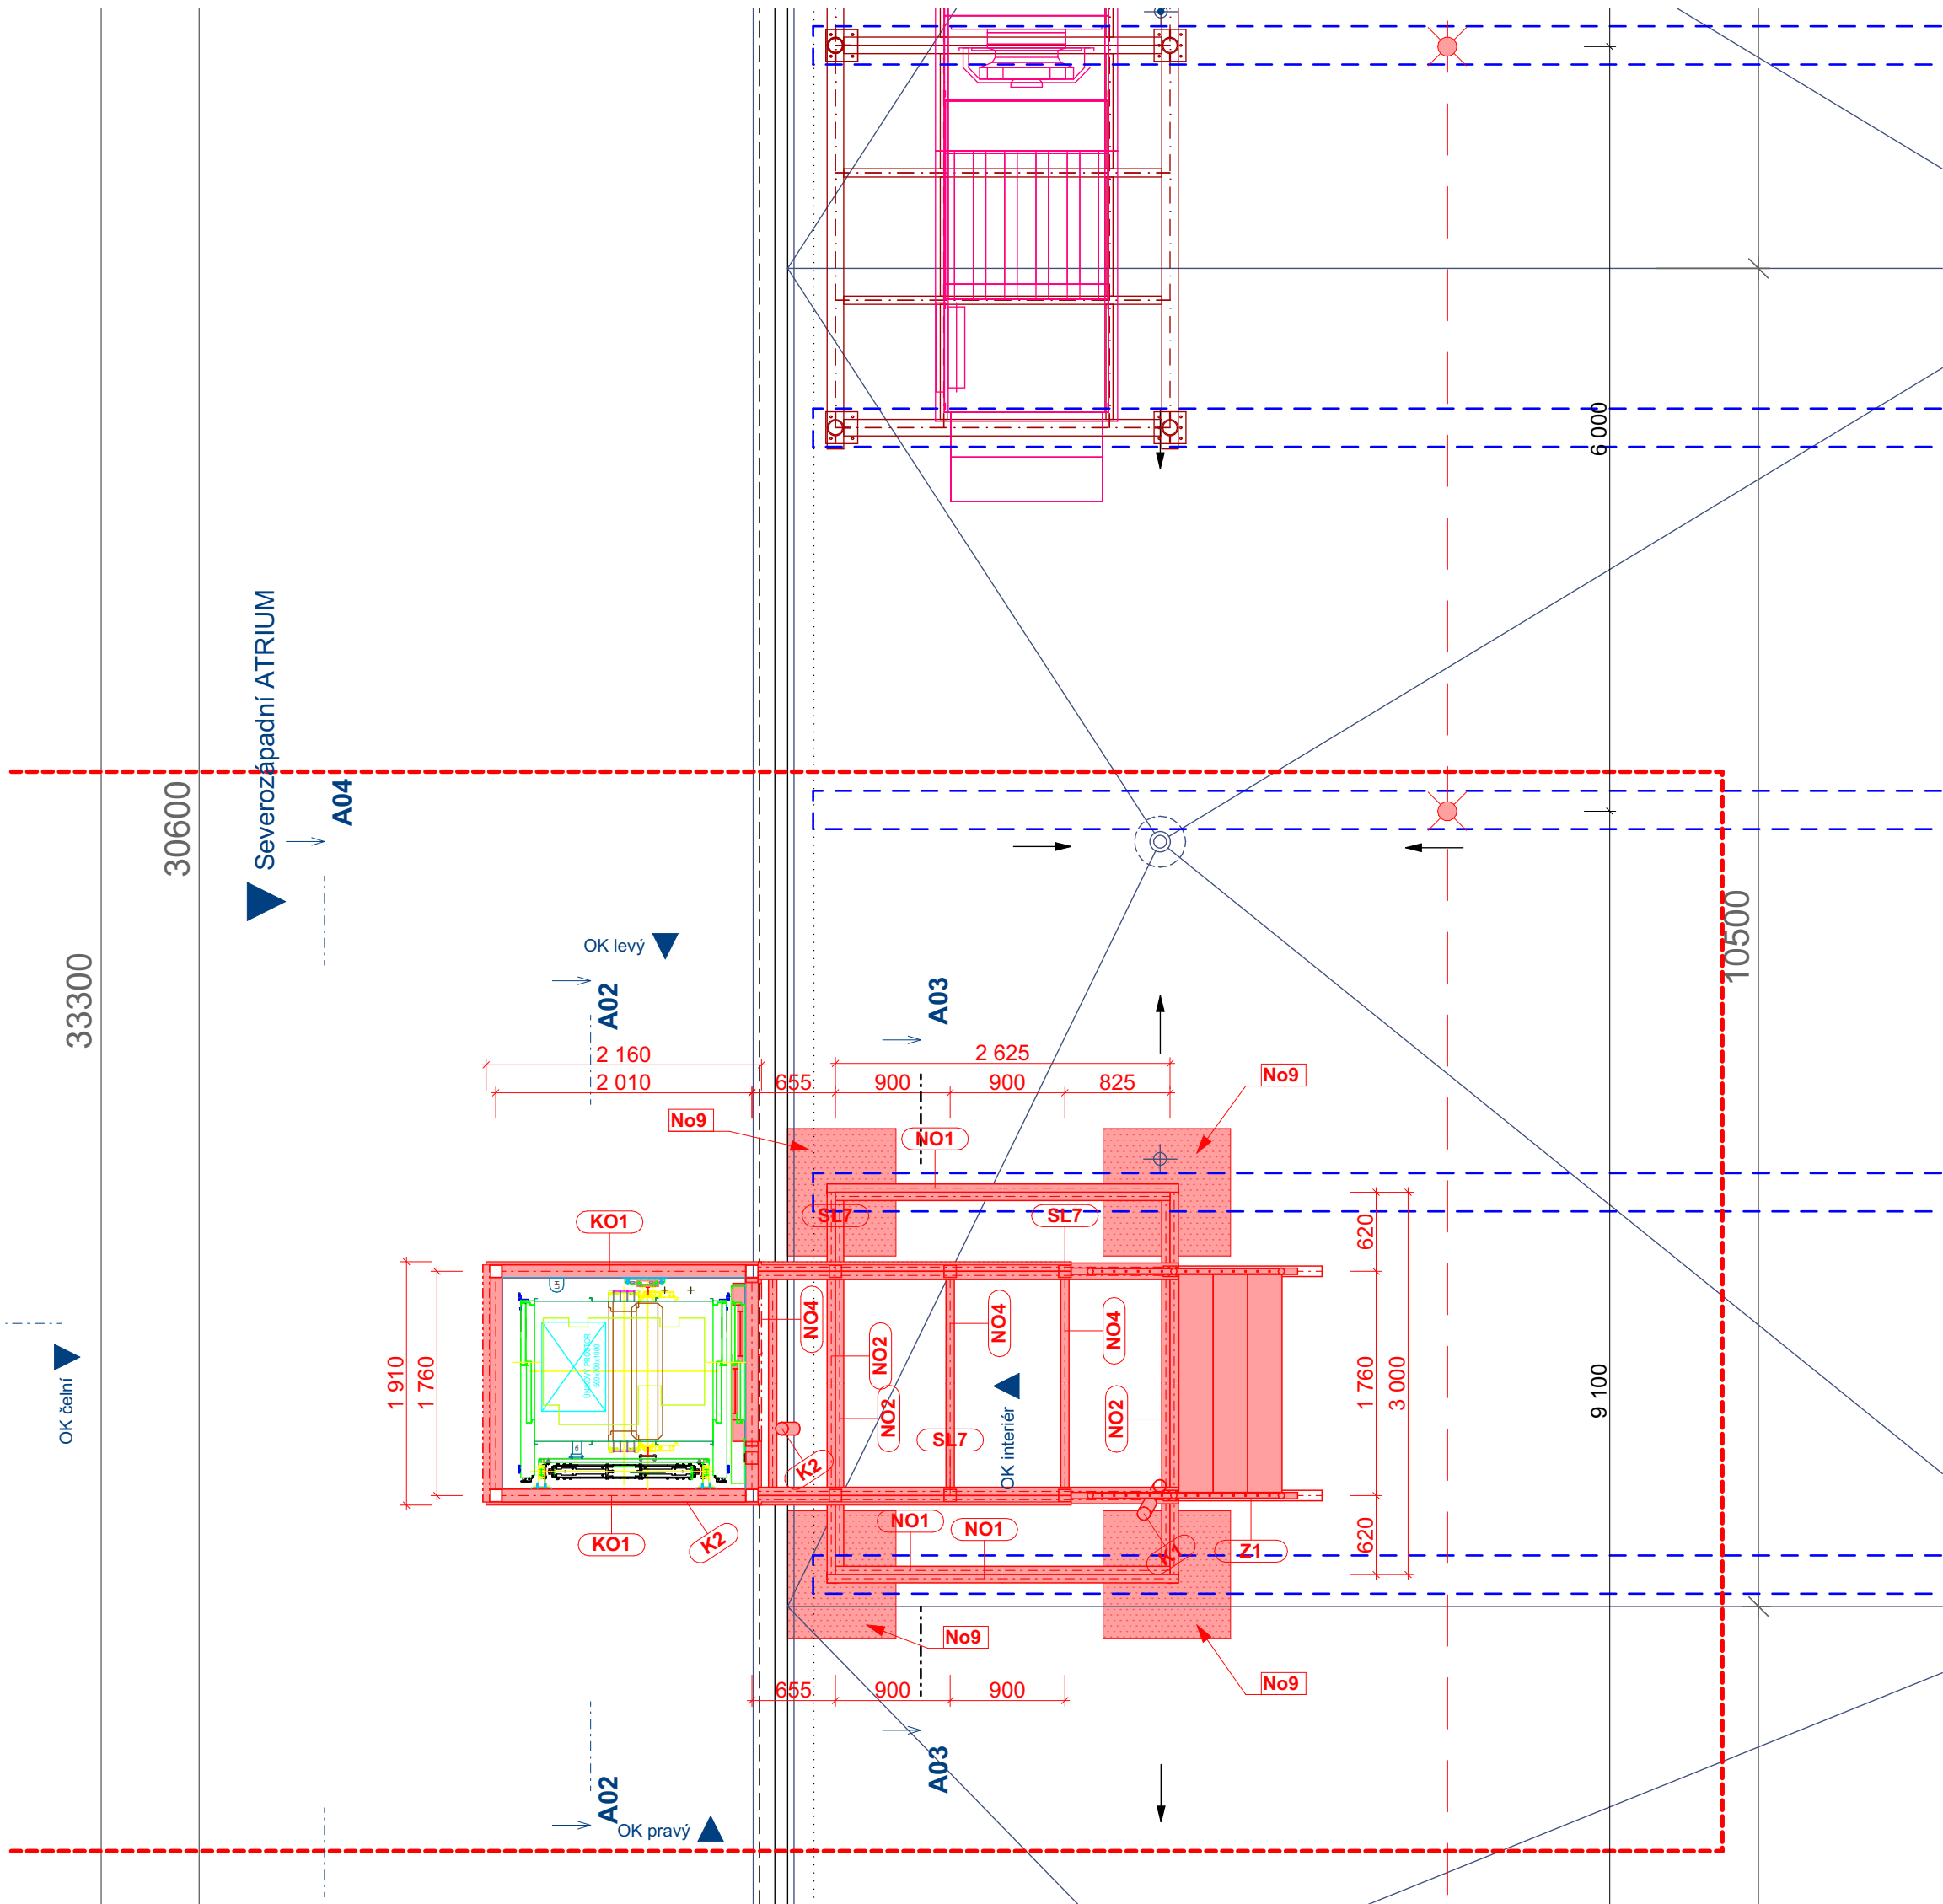 6 000
Severozápadní ATRIUM
30600
A04
10500
OK levý
33300
A02
A03
2 160
2 625
No9
2 010
655
900
900
825
No9
NO1
SL7
SL7
KO1
620
LH
NO4
NO4
NO4
NO2
NO2
NO2
1 910
1 760
OK čelní
1 760
3 000
9 100
SL7
OK interiér
K2
NO1
NO1
KO1
K2
K1
Z1
620
No9
No9
655
900
900
A03
A02
OK pravý